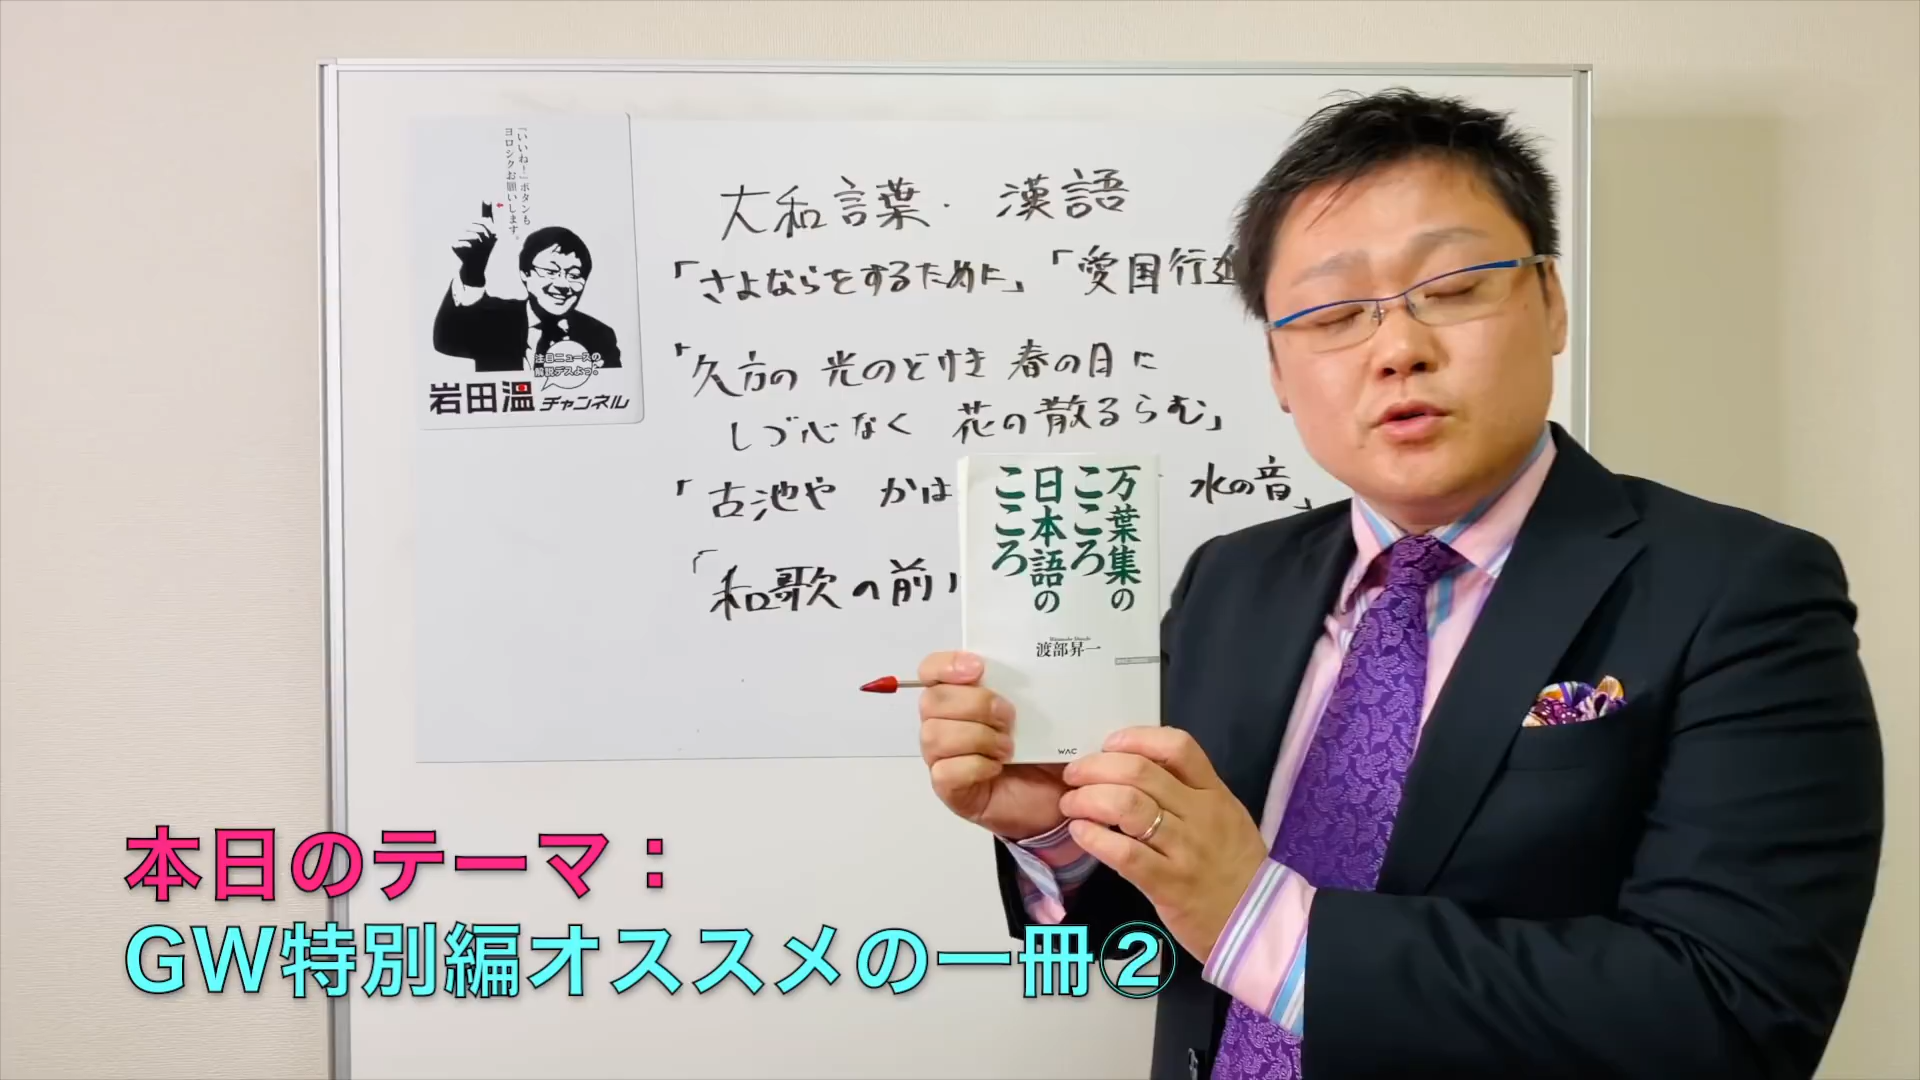 「いいね！」ボタンも
ヨロシクお願いします。
注目ニュースの
解説デスよっ！
岩田温チャンネル
大和言葉・漢語
「さよならをするために」「愛国行進
「久方の 光のどけき 春の日に
しづ心なく 花の散るらむ」
「古池や かは 水の音」
「和歌の前
万葉集の
こころ
日本語の
こころ
Watanabe Shoichi
渡部昇一
WAC
本日のテーマ：
GW特別編オススメの一冊②